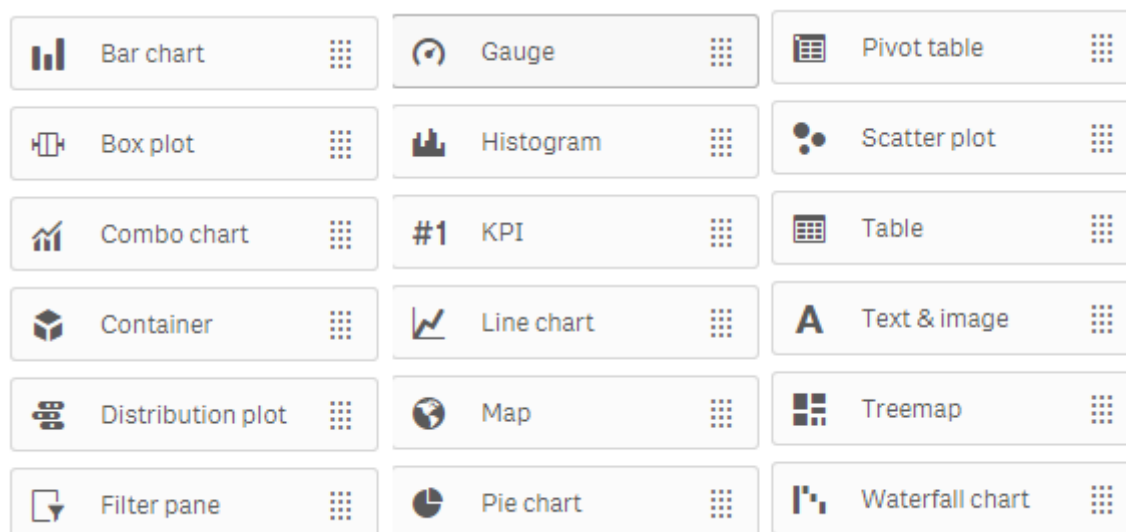 Bar chart
Box plot
Combo chart
Container
Distribution plot
Filter pane
Gauge
Histogram
#1 KPI
Line chart
Map
Pie chart
Pivot table
Scatter plot
Table
A Text & image
Treemap
Waterfall chart